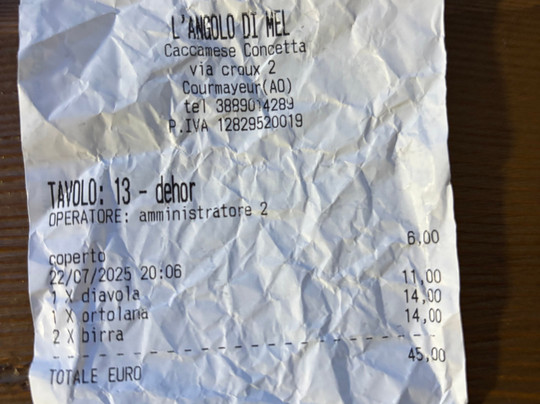 L'ANGOLO DI MEL
Caccamese Concetta
via croux 2
Courmayeur(AO)
tel 3889014289
P.IVA 12829520019
TAVOLO: 13 - dehor
OPERATORE: amministratore 2
coperto 6,00
22/07/2025 20:06
1 X diavola 11,00
1 X ortolana 14,00
2 X birra 14,00
TOTALE EURO 45,00